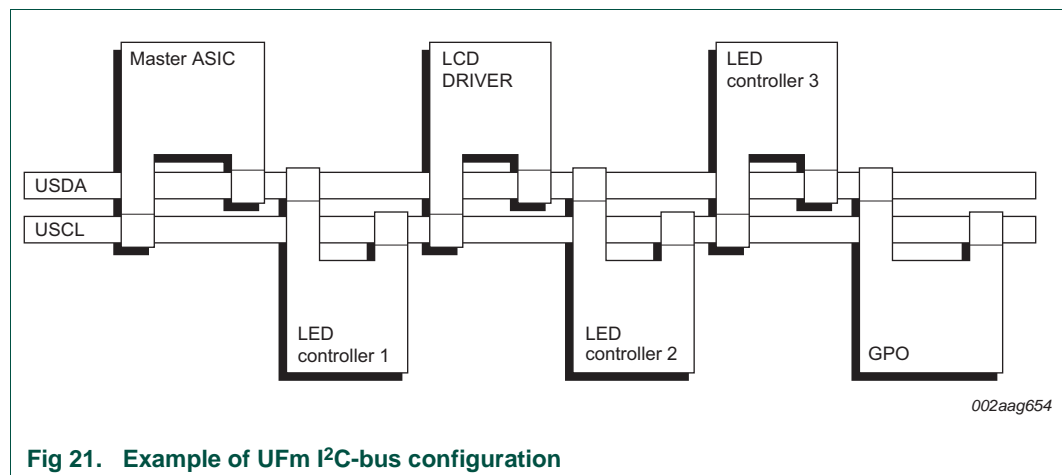 Master ASIC
LCD
DRIVER
LED
controller 3
USDA
USCL
LED
controller 1
LED
controller 2
GPO
002aag654
Fig 21. Example of UFm I²C-bus configuration